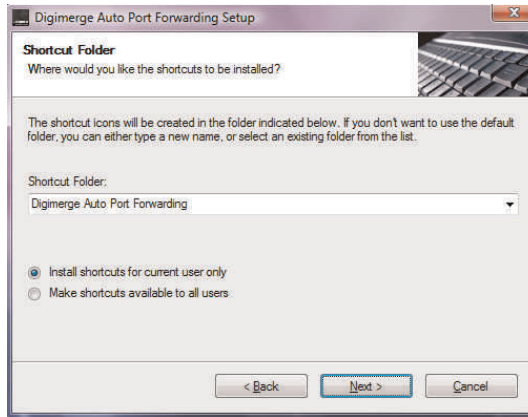 Digimerge Auto Port Forwarding Setup
Shortcut Folder
Where would you like the shortcuts to be installed?
The shortcut icons will be created in the folder indicated below. If you don't want to use the default
folder, you can either type a new name, or select an existing folder from the list.
Shortcut Folder:
Digimerge Auto Port Forwarding
Install shortcuts for current user only
Make shortcuts available to all users
< Back
Next >
Cancel